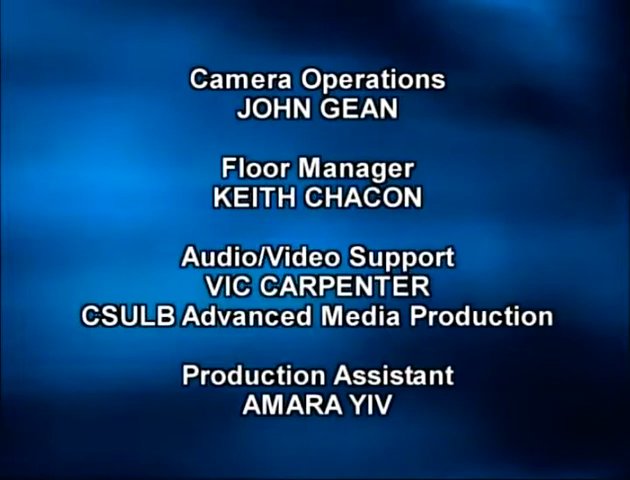 Camera Operations
JOHN GEAN
Floor Manager
KEITH CHACON
Audio/Video Support
VIC CARPENTER
CSULB Advanced Media Production
Production Assistant
AMARA YIV